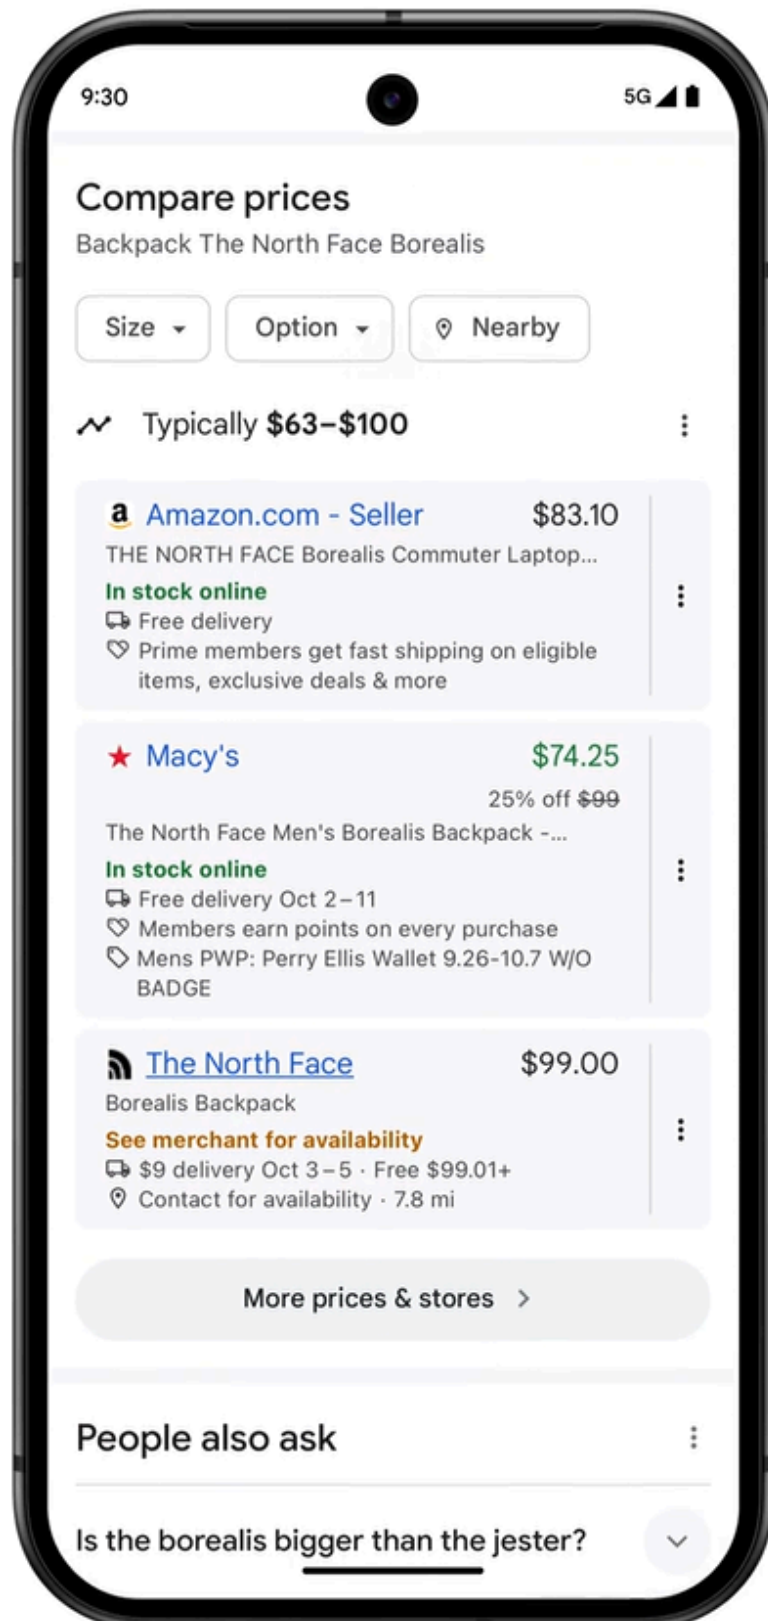 9:30
5G
Compare prices
Backpack The North Face Borealis
Size
Option
Nearby
Typically $63–$100
a Amazon.com - Seller $83.10
THE NORTH FACE Borealis Commuter Laptop...
In stock online
Free delivery
Prime members get fast shipping on eligible
items, exclusive deals & more
Macy's $74.25
25% off $99
The North Face Men's Borealis Backpack -...
In stock online
Free delivery Oct 2–11
Members earn points on every purchase
Mens PWP: Perry Ellis Wallet 9.26-10.7 W/O
BADGE
The North Face $99.00
Borealis Backpack
See merchant for availability
$9 delivery Oct 3–5 · Free $99.01+
Contact for availability · 7.8 mi
More prices & stores
People also ask
Is the borealis bigger than the jester?